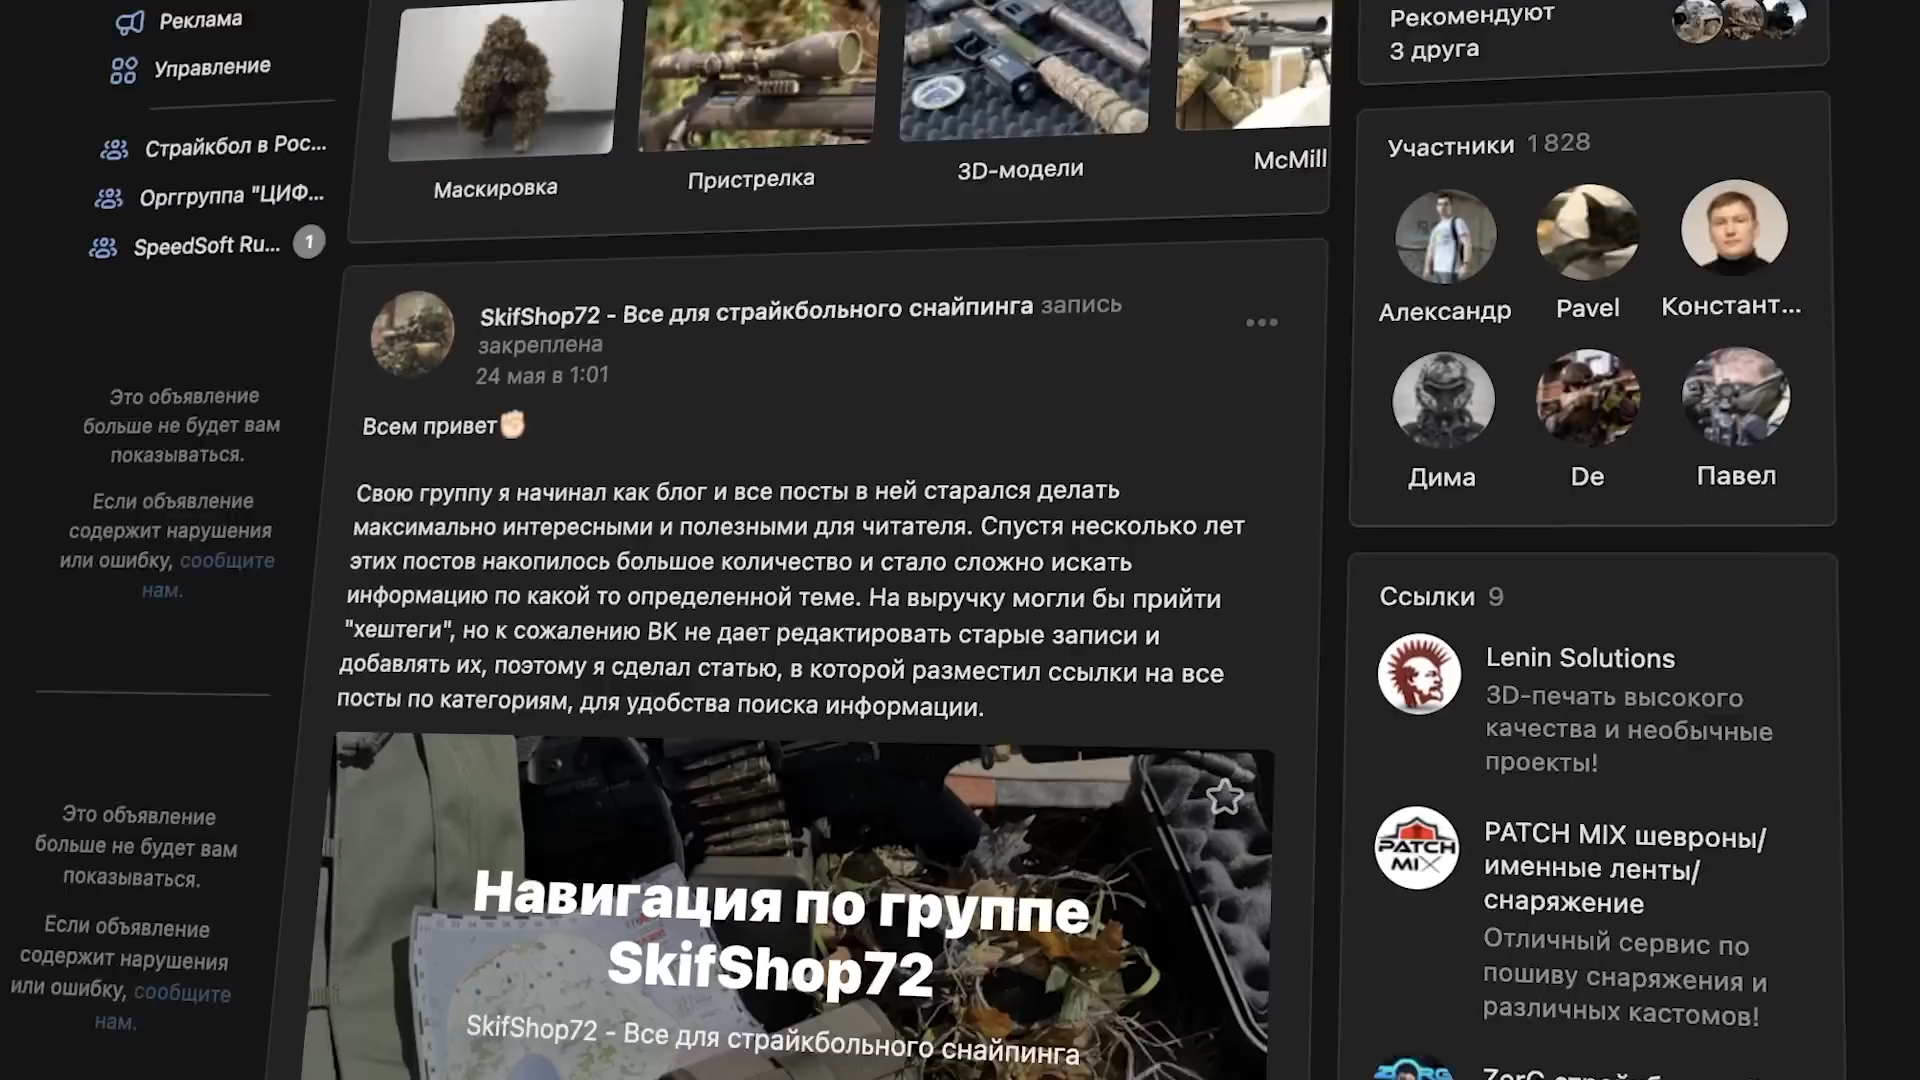 Реклама
Управление
Страйкбол в Рос...
Оргруппа "ЦИФ...
SpeedSoft Ru... 1
Это объявление
больше не будет вам
показываться.
Если объявление
содержит нарушения
или ошибку, сообщите
нам.
Это объявление
больше не будет вам
показываться.
Если объявление
содержит нарушения
или ошибку, сообщите
нам.
Маскировка
Пристрелка
3D-модели
McMill
SkifShop72 - Все для страйкбольного снайпинга запись
закреплена
24 мая в 1:01
Всем привет✊🏻
Свою группу я начинал как блог и все посты в ней старался делать
максимально интересными и полезными для читателя. Спустя несколько лет
этих постов накопилось большое количество и стало сложно искать
информацию по какой то определенной теме. На выручку могли бы прийти
"хештеги", но к сожалению ВК не дает редактировать старые записи и
добавлять их, поэтому я сделал статью, в которой разместил ссылки на все
посты по категориям, для удобства поиска информации.
Навигация по группе
SkifShop72
SkifShop72 - Все для страйкбольного снайпинга
Рекомендуют
3 друга
Участники 1 828
Александр
Pavel
Констант...
Дима
De
Павел
Ссылки 9
Lenin Solutions
3D-печать высокого
качества и необычные
проекты!
PATCH
MIX
PATCH MIX шевроны/
именные ленты/
снаряжение
Отличный сервис по
пошиву снаряжения и
различных кастомов!